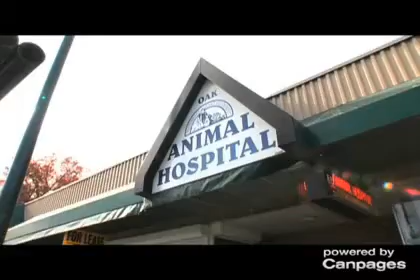 OAK
ANIMAL
HOSPITAL
FOR LEASE
powered by
Canpages